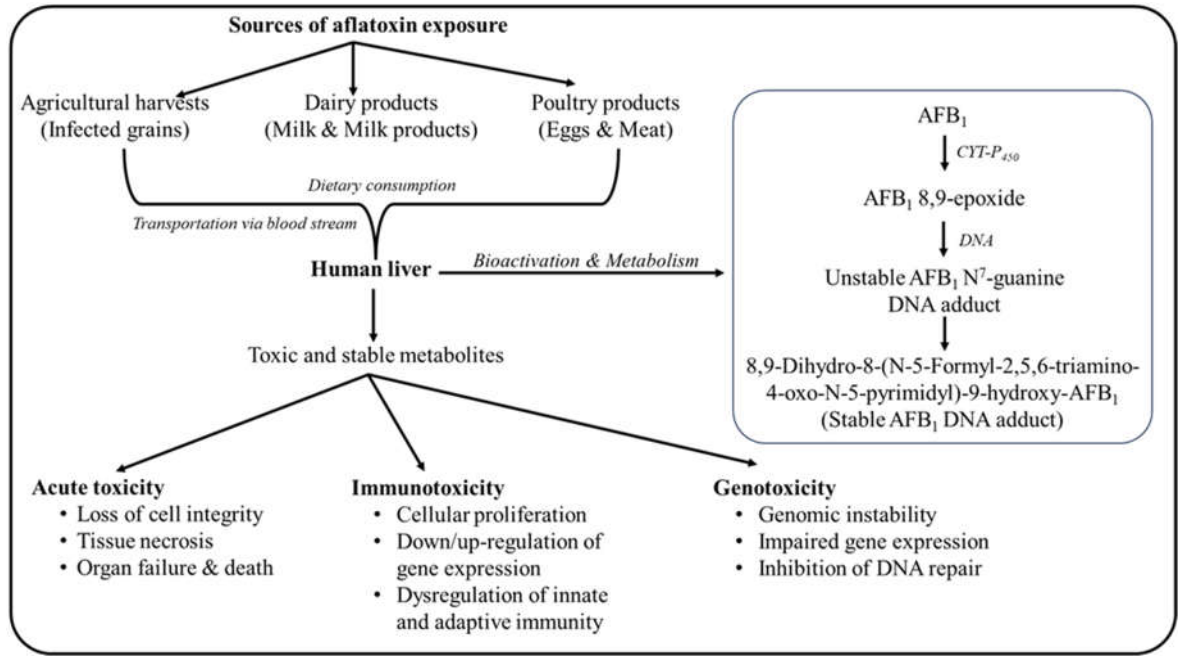 Sources of aflatoxin exposure
Agricultural harvests
(Infected grains)
Dairy products
(Milk & Milk products)
Poultry products
(Eggs & Meat)
Dietary consumption
Transportation via blood stream
Human liver
Bioactivation & Metabolism
AFB₁
CYT-P₄₅₀
AFB₁ 8,9-epoxide
DNA
Unstable AFB₁ N⁷-guanine
DNA adduct
8,9-Dihydro-8-(N-5-Formyl-2,5,6-triamino-
4-oxo-N-5-pyrimidyl)-9-hydroxy-AFB₁
(Stable AFB₁ DNA adduct)
Toxic and stable metabolites
Acute toxicity
• Loss of cell integrity
• Tissue necrosis
• Organ failure & death
Immunotoxicity
• Cellular proliferation
• Down/up-regulation of
gene expression
• Dysregulation of innate
and adaptive immunity
Genotoxicity
• Genomic instability
• Impaired gene expression
• Inhibition of DNA repair